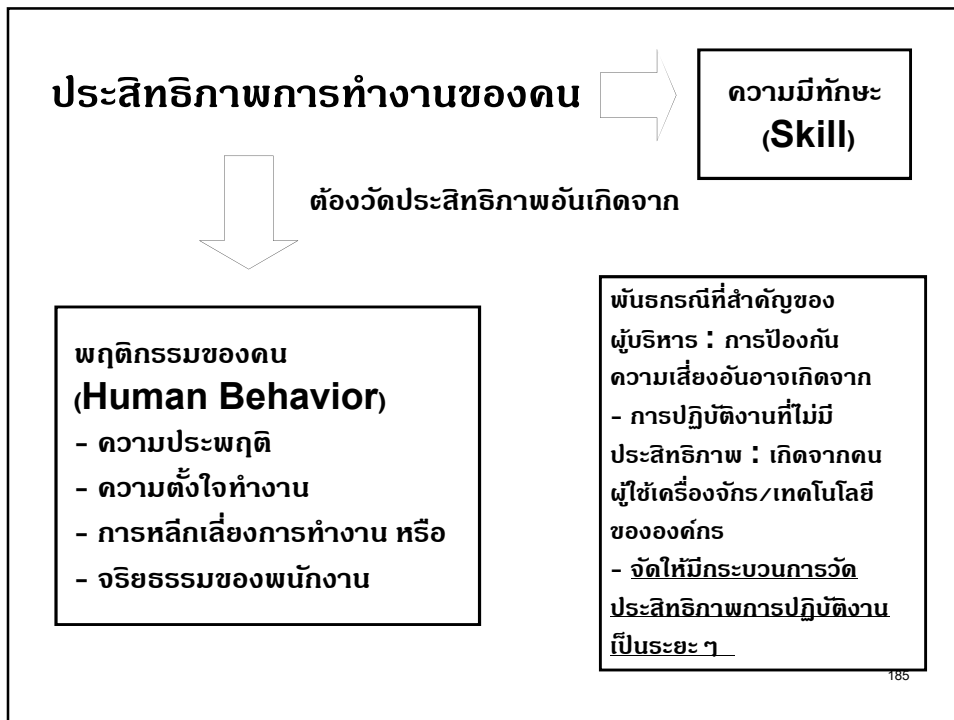 ประสิทธิภาพการทำงานของคน
ความมีทักษะ
(Skill)
ต้องวัดประสิทธิภาพอันเกิดจาก
พฤติกรรมของคน
(Human Behavior)
- ความประพฤติ
- ความตั้งใจทำงาน
- การหลีกเลี่ยงการทำงาน หรือ
- จริยธรรมของพนักงาน
พันธกรณีที่สำคัญของ
ผู้บริหาร : การป้องกัน
ความเสี่ยงอันอาจเกิดจาก
- การปฏิบัติงานที่ไม่มี
ประสิทธิภาพ : เกิดจากคน
ผู้ใช้เครื่องจักร/เทคโนโลยี
ขององค์กร
- จัดให้มีกระบวนการวัด
ประสิทธิภาพการปฏิบัติงาน
เป็นระยะ ๆ
185